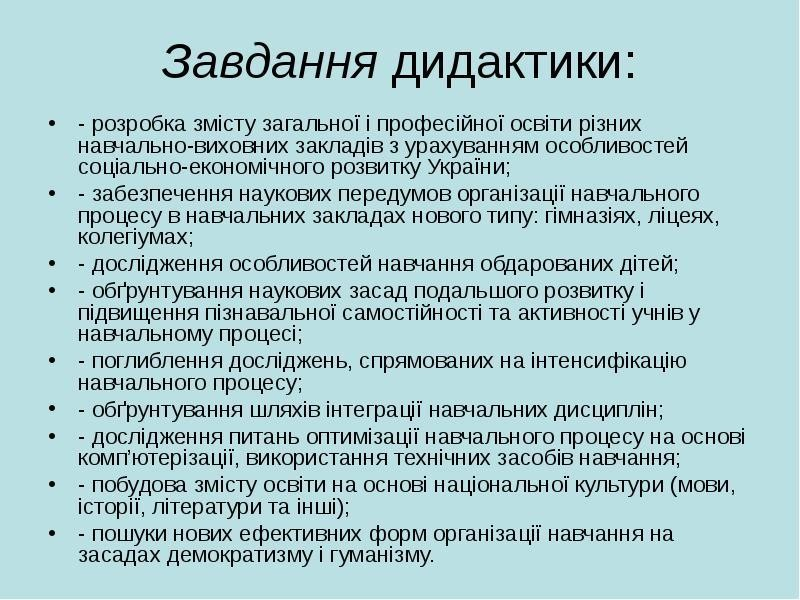 Завдання дидактики:
• - розробка змісту загальної і професійної освіти різних
навчально-виховних закладів з урахуванням особливостей
соціально-економічного розвитку України;
• - забезпечення наукових передумов організації навчального
процесу в навчальних закладах нового типу: гімназіях, ліцеях,
колегіумах;
• - дослідження особливостей навчання обдарованих дітей;
• - обґрунтування наукових засад подальшого розвитку і
підвищення пізнавальної самостійності та активності учнів у
навчальному процесі;
• - поглиблення досліджень, спрямованих на інтенсифікацію
навчального процесу;
• - обґрунтування шляхів інтеграції навчальних дисциплін;
• - дослідження питань оптимізації навчального процесу на основі
комп’ютерізації, використання технічних засобів навчання;
• - побудова змісту освіти на основі національної культури (мови,
історії, літератури та інші);
• - пошуки нових ефективних форм організації навчання на
засадах демократизму і гуманізму.